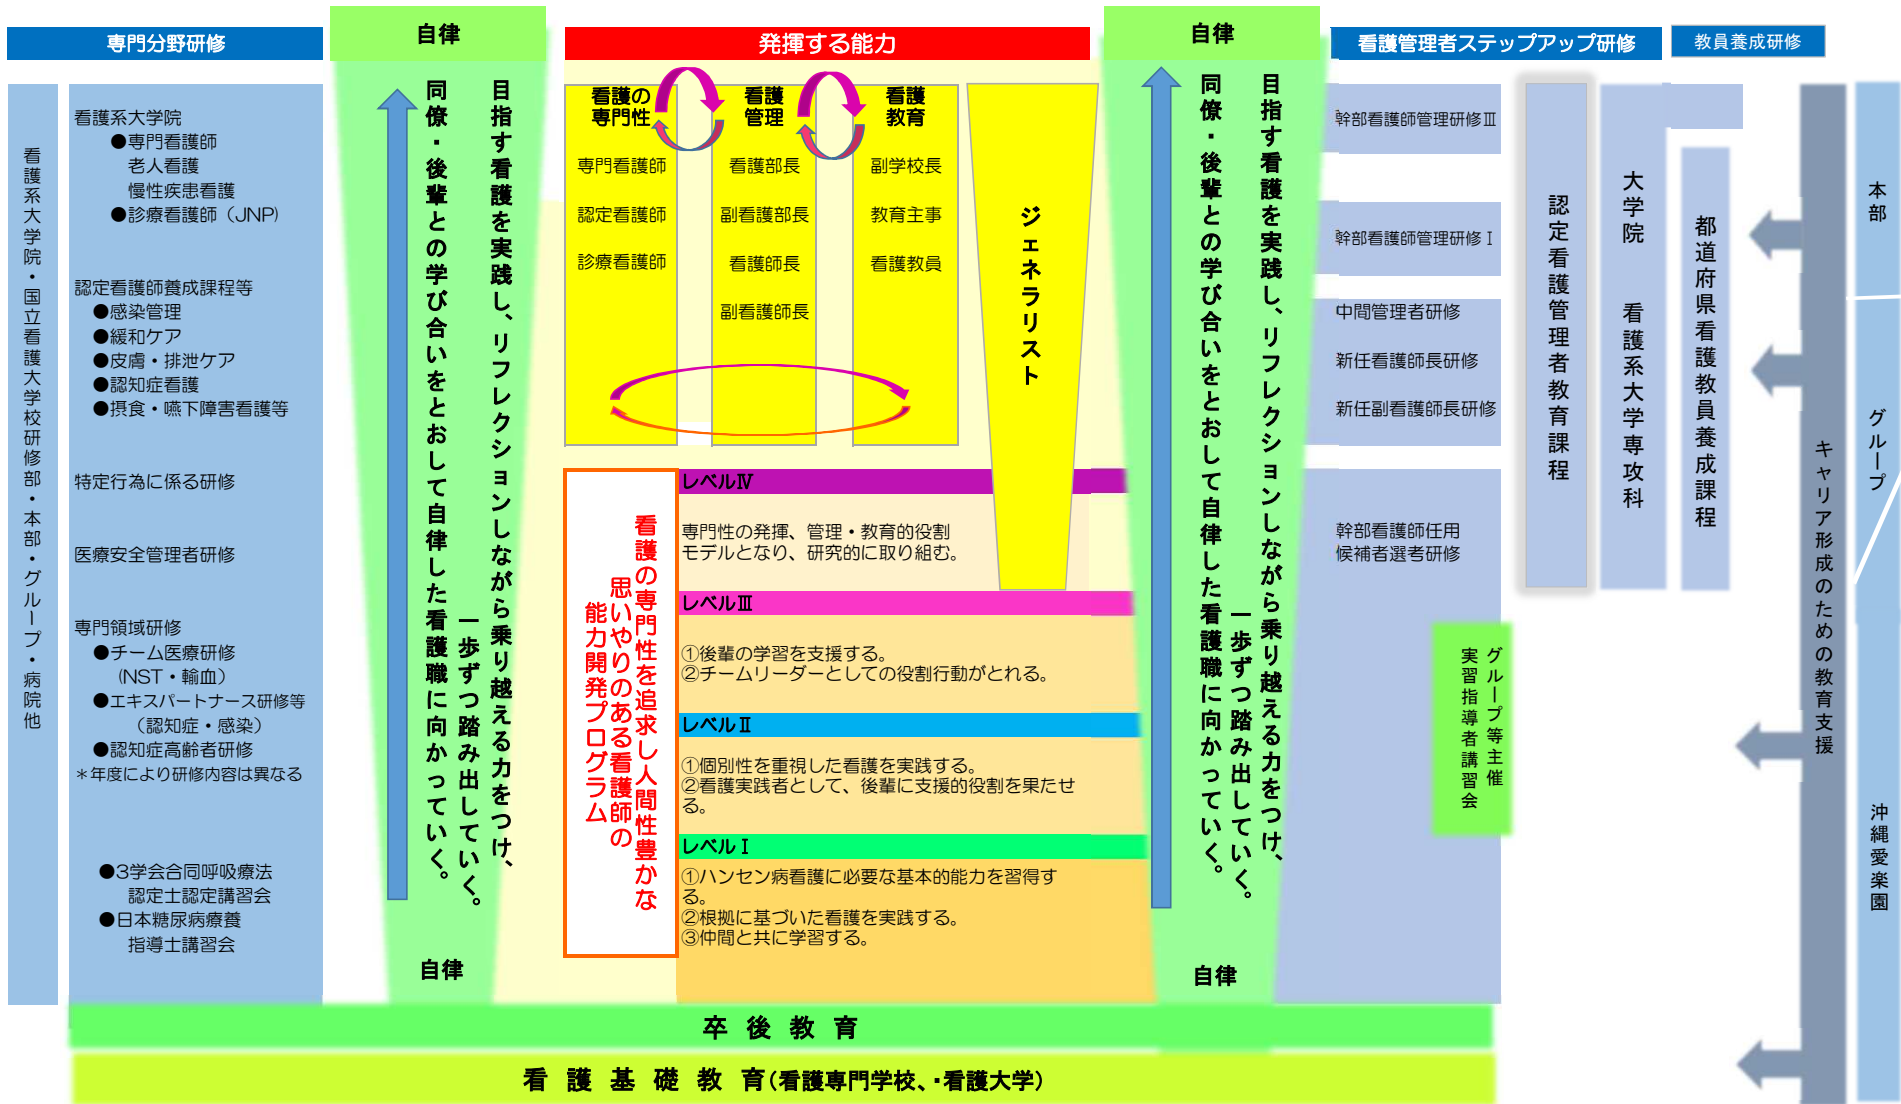 専門分野研修
看護系大学院・国立看護大学校研修部・本部・グループ・病院他
看護系大学院
●専門看護師
老人看護
慢性疾患看護
●診療看護師（JNP）
認定看護師養成課程等
●感染管理
●緩和ケア
●皮膚・排泄ケア
●認知症看護
●摂食・嚥下障害看護等
特定行為に係る研修
医療安全管理者研修
専門領域研修
●チーム医療研修
（NST・輸血）
●エキスパートナース研修等
（認知症・感染）
●認知症高齢者研修
＊年度により研修内容は異なる
●3学会合同呼吸療法
認定士認定講習会
●日本糖尿病療養
指導士講習会
自律
目指す看護を実践し、リフレクションしながら乗り越える力をつけ、
一歩ずつ踏み出していく。
同僚・後輩との学び合いをとおして自律した看護職に向かっていく。
自律
発揮する能力
看護の
専門性
専門看護師
認定看護師
診療看護師
看護
管理
看護部長
副看護部長
看護師長
副看護師長
看護
教育
副学校長
教育主事
看護教員
ジェネラリスト
看護の専門性を追求し人間性豊かな
思いやりのある看護師の
能力開発プログラム
レベルⅣ
専門性の発揮、管理・教育的役割
モデルとなり、研究的に取り組む。
レベルⅢ
①後輩の学習を支援する。
②チームリーダーとしての役割行動がとれる。
レベルⅡ
①個別性を重視した看護を実践する。
②看護実践者として、後輩に支援的役割を果たせ
る。
レベルⅠ
①ハンセン病看護に必要な基本的能力を習得す
る。
②根拠に基づいた看護を実践する。
③仲間と共に学習する。
自律
目指す看護を実践し、リフレクションしながら乗り越える力をつけ、
一歩ずつ踏み出していく。
同僚・後輩との学び合いをとおして自律した看護職に向かっていく。
自律
看護管理者ステップアップ研修
幹部看護師管理研修Ⅲ
幹部看護師管理研修Ⅰ
中間管理者研修
新任看護師長研修
新任副看護師長研修
幹部看護師任用
候補者選考研修
グループ等主催
実習指導者講習会
認定看護管理者教育課程
大学院　看護系大学専攻科
教員養成研修
都道府県看護教員養成課程
キャリア形成のための教育支援
本部
グループ
沖縄愛楽園
卒後教育
看護基礎教育（看護専門学校、・看護大学）